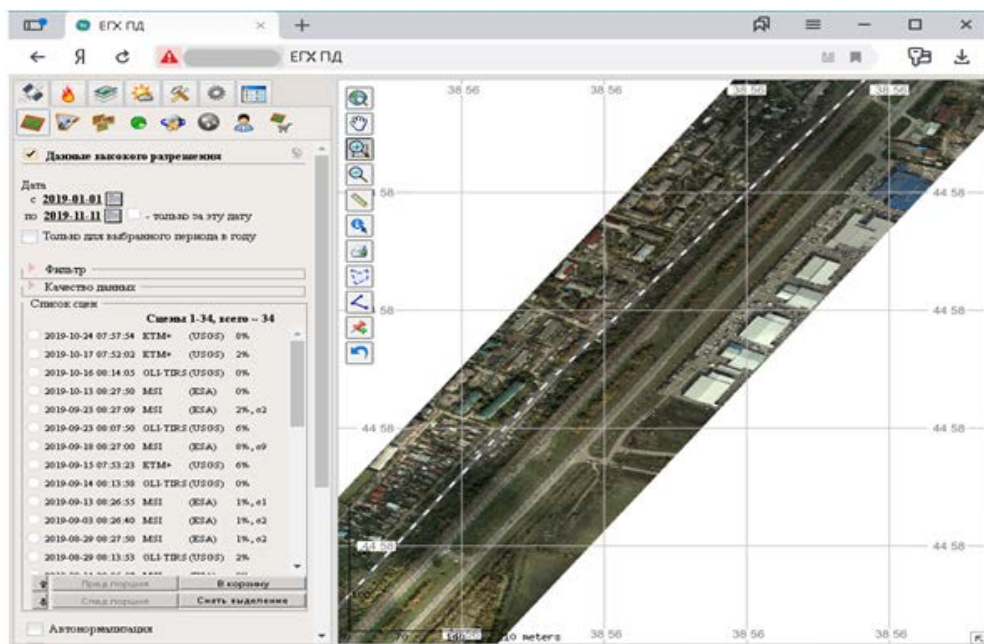 ЕГХ ПД
ЕГХ ПД
Данные высокого разрешения
Дата
с 2019-01-01
по 2019-11-11 - только за эту дату
Только для выбранного периода в году
Фильтр
Качество данных
Список сцен
Сцены 1-34, всего – 34
2019-10-24 07:57:54 ETM+ (USGS) 8%
2019-10-17 07:52:02 ETM+ (USGS) 2%
2019-10-16 08:14:05 OLI-TIRS (USGS) 0%
2019-10-13 08:27:50 MSI (ESA) 0%
2019-09-23 08:27:09 MSI (ESA) 2%, o2
2019-09-23 08:07:50 OLI-TIRS (USGS) 6%
2019-09-18 08:27:00 MSI (ESA) 8%, o9
2019-09-15 07:53:23 ETM+ (USGS) 6%
2019-09-14 08:13:58 OLI-TIRS (USGS) 0%
2019-09-13 08:26:55 MSI (ESA) 1%, o1
2019-09-03 08:26:40 MSI (ESA) 1%, o2
2019-08-29 08:27:50 MSI (ESA) 1%, o2
2019-08-29 08:13:53 OLI-TIRS (USGS) 2%
Пред порция В корзину
След порция Снять выделение
Автонормализация
38 56 38 56 38 56 38 56
44 58 44 58
44 58 44 58
44 58 44 58
44 58 44 58
meters
38 56 38 56 38 56